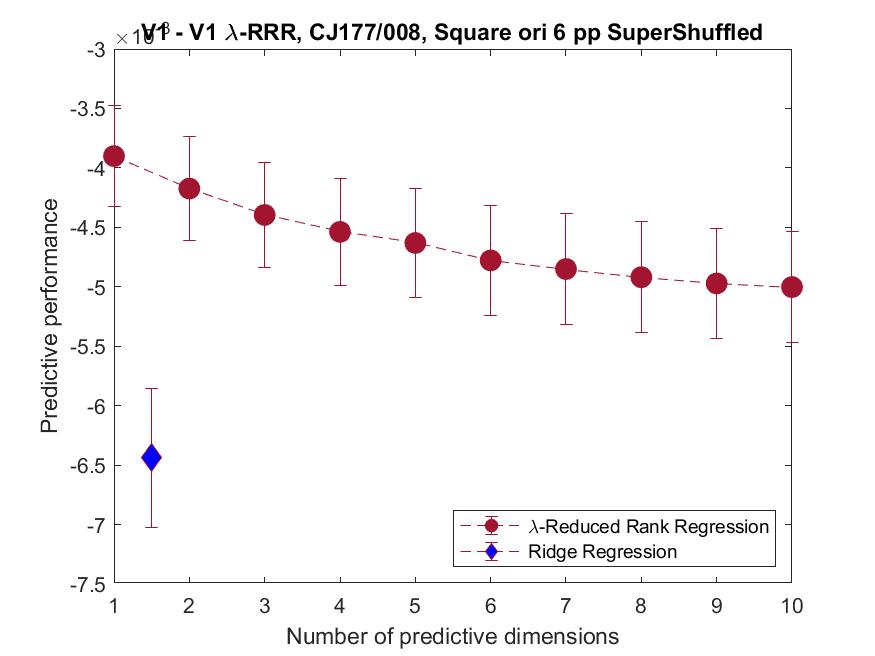 ×10-3
V1 - V1 λ-RRR, CJ177/008, Square ori 6 pp SuperShuffled
-3
-3.5
-4
-4.5
-5
-5.5
-6
-6.5
-7
-7.5
Predictive performance
1 2 3 4 5 6 7 8 9 10
Number of predictive dimensions
λ-Reduced Rank Regression
Ridge Regression